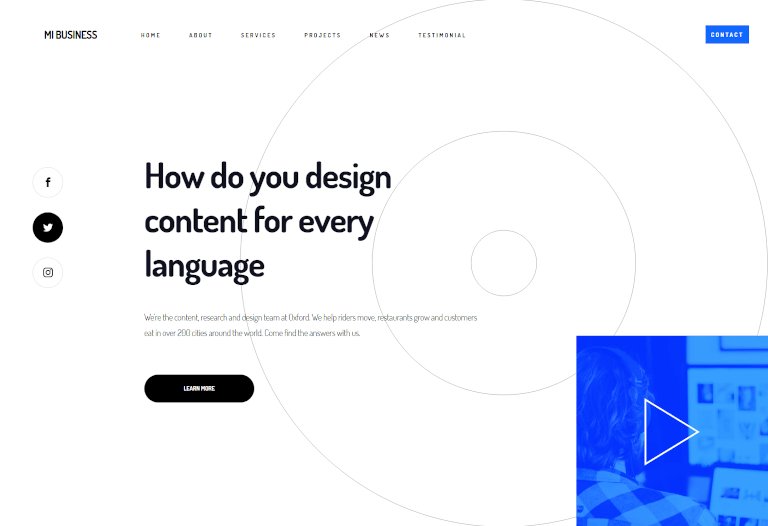 MI BUSINESS
HOME ABOUT SERVICES PROJECTS NEWS TESTIMONIAL
CONTACT
How do you design
content for every
language
We're the content, research and design team at Oxford. We help riders move, restaurants grow and customers
eat in over 200 cities around the world. Come find the answers with us.
LEARN MORE